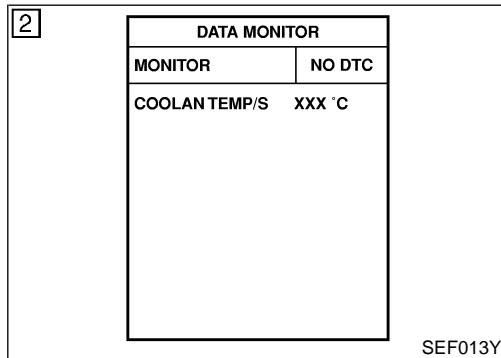 2
DATA MONITOR
MONITOR NO DTC
COOLAN TEMP/S XXX °C
SEF013Y